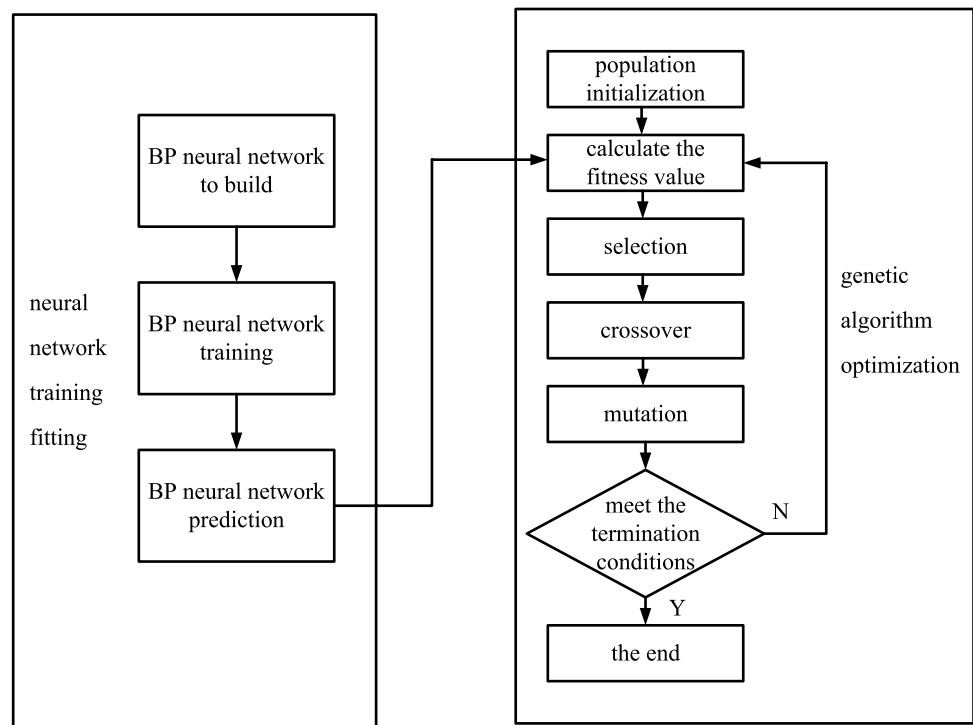 neural
network
training
fitting
BP neural network
to build
BP neural network
training
BP neural network
prediction
population
initialization
calculate the
fitness value
selection
crossover
mutation
meet the
termination
conditions
N
Y
the end
genetic
algorithm
optimization